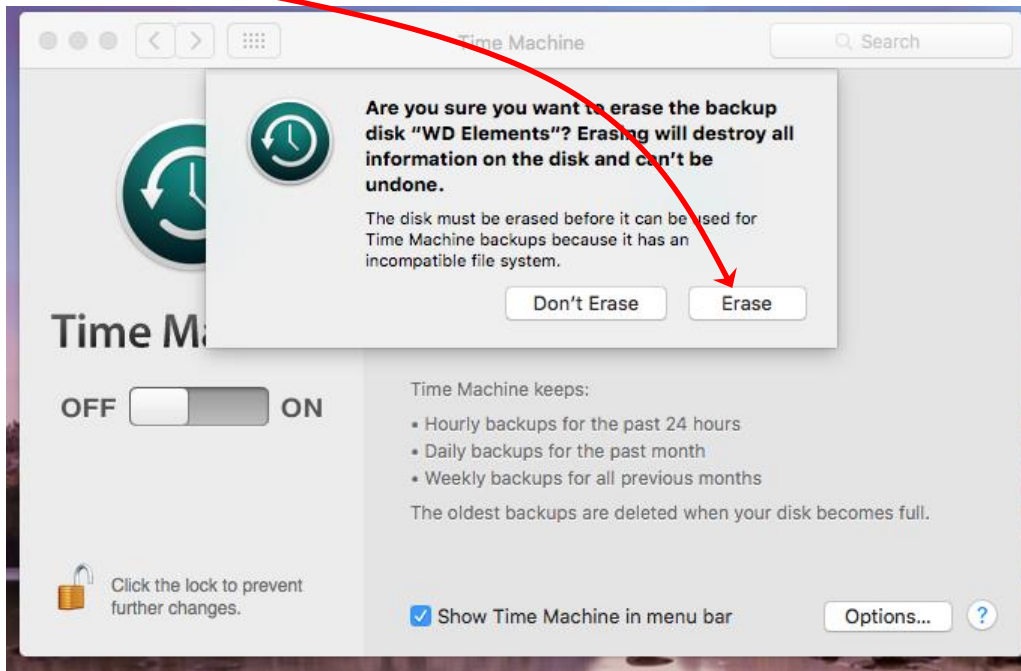 Time Machine
Search
Are you sure you want to erase the backup
disk “WD Elements”? Erasing will destroy all
information on the disk and can’t be
undone.
The disk must be erased before it can be used for
Time Machine backups because it has an
incompatible file system.
Don’t Erase
Erase
Time Ma
OFF
ON
Time Machine keeps:
• Hourly backups for the past 24 hours
• Daily backups for the past month
• Weekly backups for all previous months
The oldest backups are deleted when your disk becomes full.
Click the lock to prevent
further changes.
Show Time Machine in menu bar
Options...
?